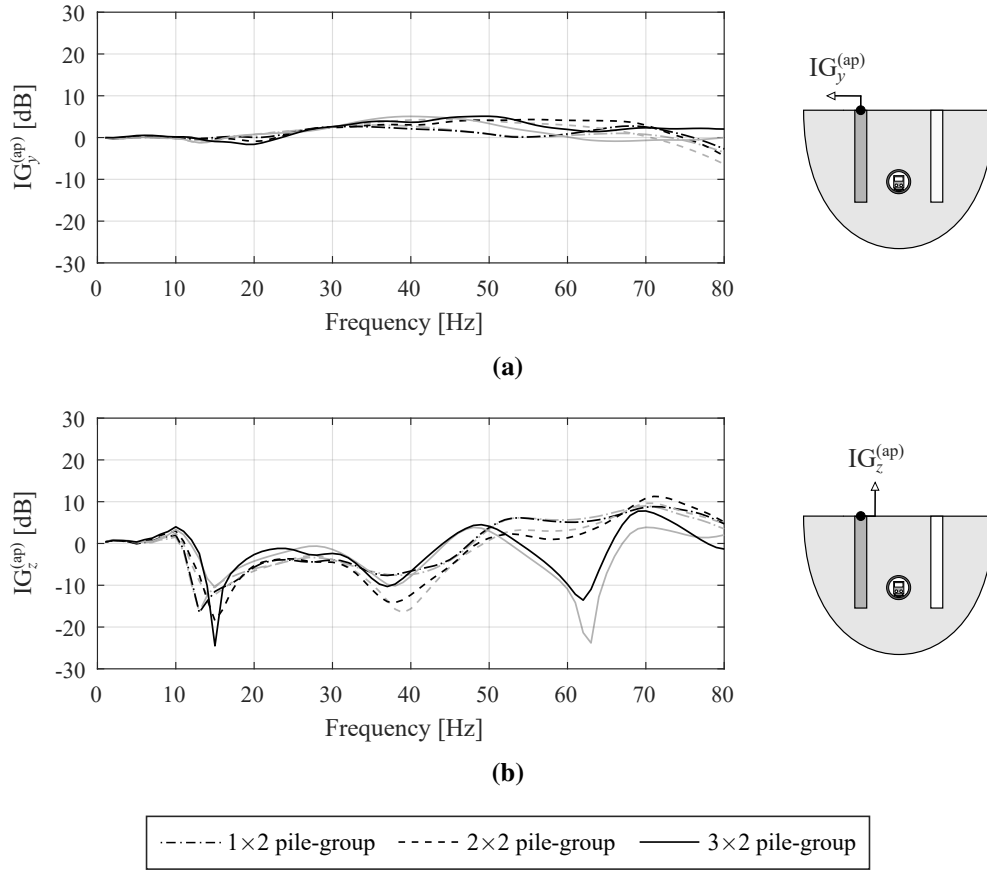 30
20
10
0
-10
-20
-30
IG_y^(ap) [dB]
0 10 20 30 40 50 60 70 80
Frequency [Hz]
IG_y^(ap)
(a)
30
20
10
0
-10
-20
-30
IG_z^(ap) [dB]
0 10 20 30 40 50 60 70 80
Frequency [Hz]
IG_z^(ap)
(b)
1×2 pile-group 2×2 pile-group 3×2 pile-group